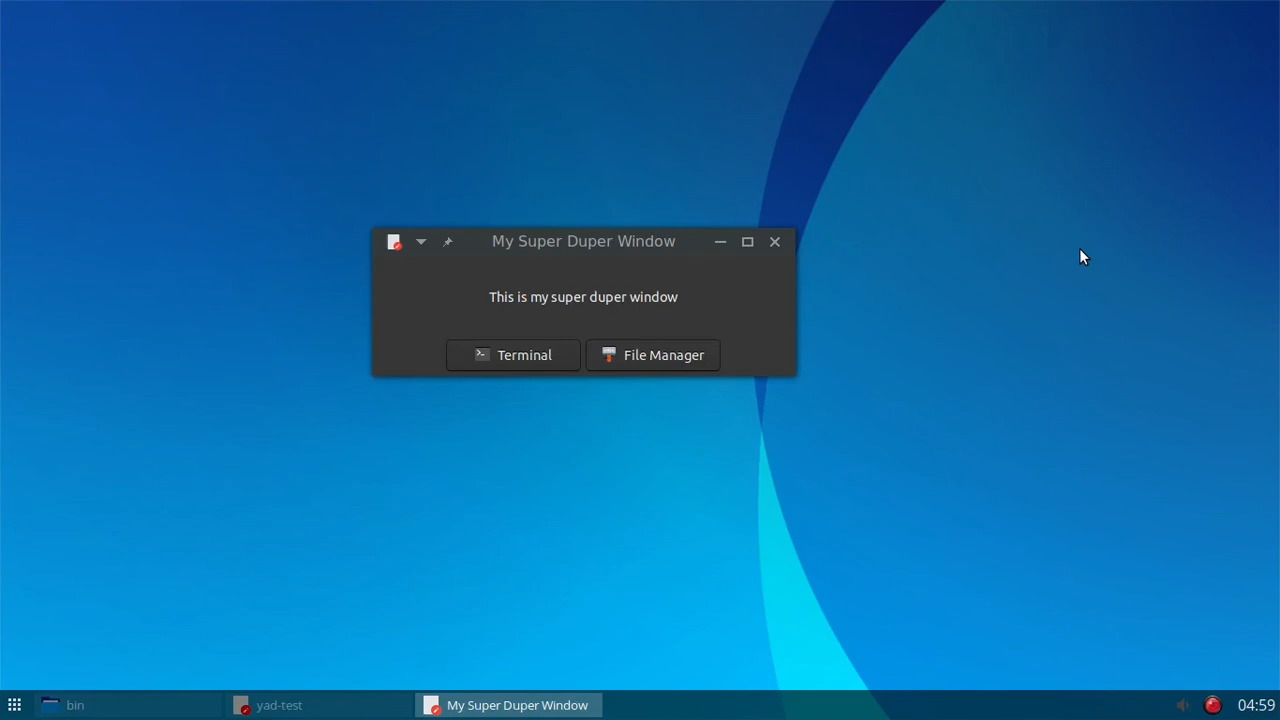 My Super Duper Window
This is my super duper window
Terminal
File Manager
bin
yad-test
My Super Duper Window
04:59